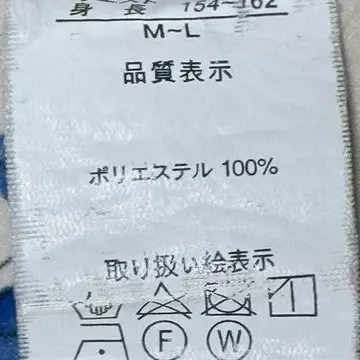 身 長 154~162
M~L
品質表示
ポリエステル 100%
取り扱い絵表示
F W